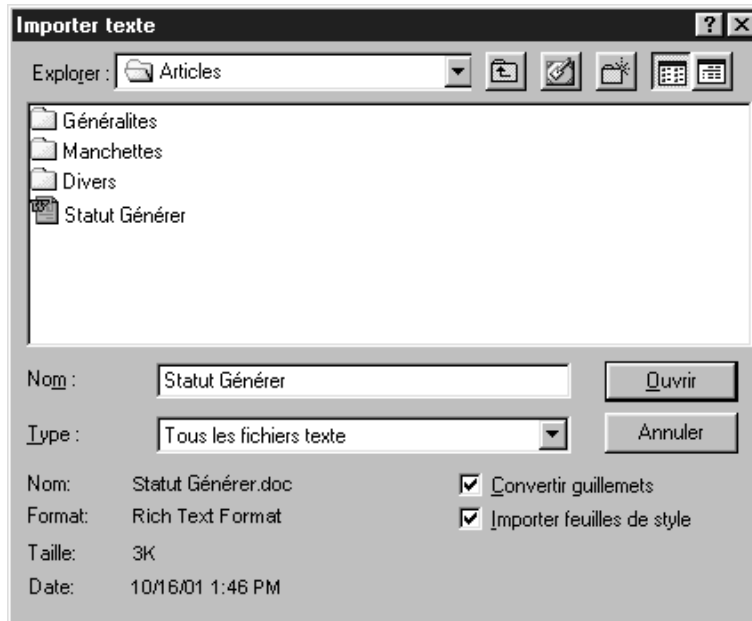 Importer texte
Explorer : Articles
Généralites
Manchettes
Divers
Statut Générer
Nom : Statut Générer Ouvrir
Type : Tous les fichiers texte Annuler
Nom: Statut Générer.doc Convertir guillemets
Format: Rich Text Format Importer feuilles de style
Taille: 3K
Date: 10/16/01 1:46 PM